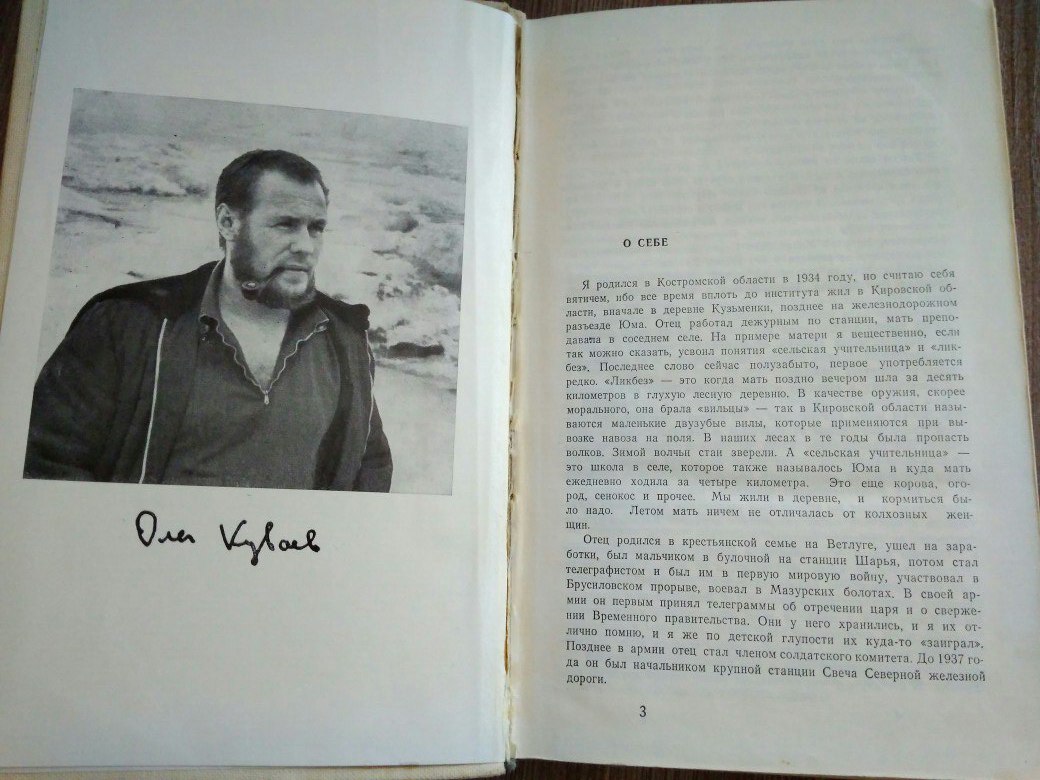 Олег Куваев
О СЕБЕ
Я родился в Костромской области в 1934 году, но считаю себя
вятичем, ибо все время вплоть до института жил в Кировской об-
ласти, вначале в деревне Кузьменки, позднее на железнодорожном
разъезде Юма. Отец работал дежурным по станции, мать препо-
давала в соседнем селе. На примере матери я вещественно, если
так можно сказать, усвоил понятия «сельская учительница» и «лик-
без». Последнее слово сейчас полузабыто, первое употребляется
редко. «Ликбез» — это когда мать поздно вечером шла за десять
километров в глухую лесную деревню. В качестве оружия, скорее
морального, она брала «вильцы» — так в Кировской области назы-
ваются маленькие двузубые вилы, которые применяются при вы-
возке навоза на поля. В наших лесах в те годы была пропасть
волков. Зимой волчьи стаи зверели. А «сельская учительница» —
это школа в селе, которое также называлось Юма и куда мать
ежедневно ходила за четыре километра. Это еще корова, ого-
род, сенокос и прочее. Мы жили в деревне, и кормиться бы-
ло надо. Летом мать ничем не отличалась от колхозных жен-
щин.
Отец родился в крестьянской семье на Ветлуге, ушел на зара-
ботки, был мальчиком в булочной на станции Шарья, потом стал
телеграфистом и был им в первую мировую войну, участвовал в
Брусиловском прорыве, воевал в Мазурских болотах. В своей ар-
мии он первым принял телеграммы об отречении царя и о сверже-
нии Временного правительства. Они у него хранились, и я их от-
лично помню, и я же по детской глупости их куда-то «заиграл».
Позднее в армии отец стал членом солдатского комитета. До 1937 го-
да он был начальником крупной станции Свеча Северной железной
дороги.
3